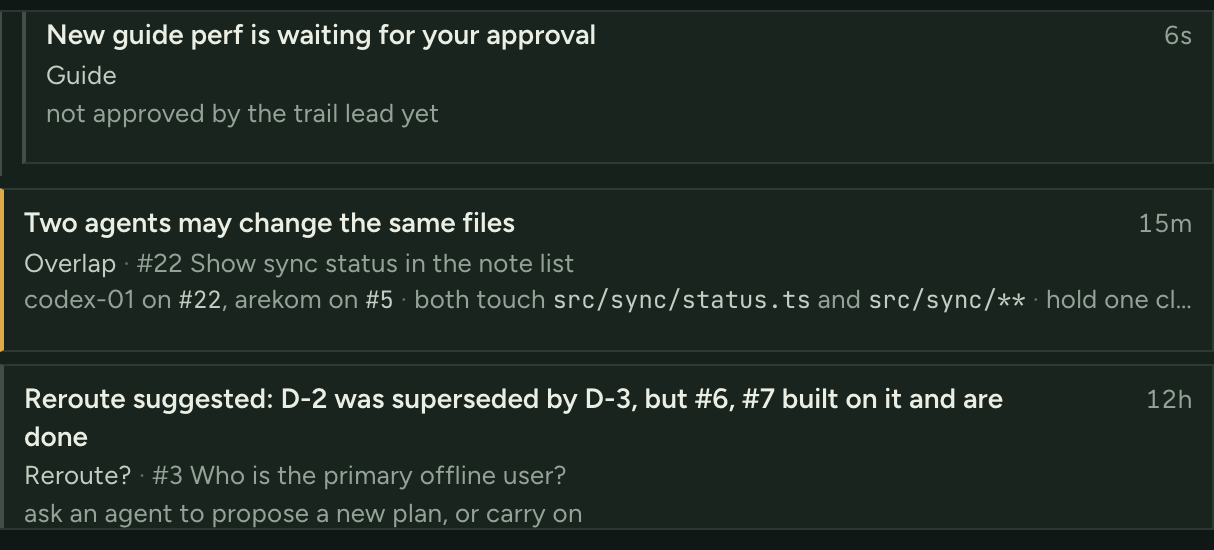 New guide perf is waiting for your approval 6s
Guide
not approved by the trail lead yet
Two agents may change the same files 15m
Overlap · #22 Show sync status in the note list
codex-01 on #22, arekom on #5 · both touch src/sync/status.ts and src/sync/** · hold one cl…
Reroute suggested: D-2 was superseded by D-3, but #6, #7 built on it and are 12h
done
Reroute? · #3 Who is the primary offline user?
ask an agent to propose a new plan, or carry on